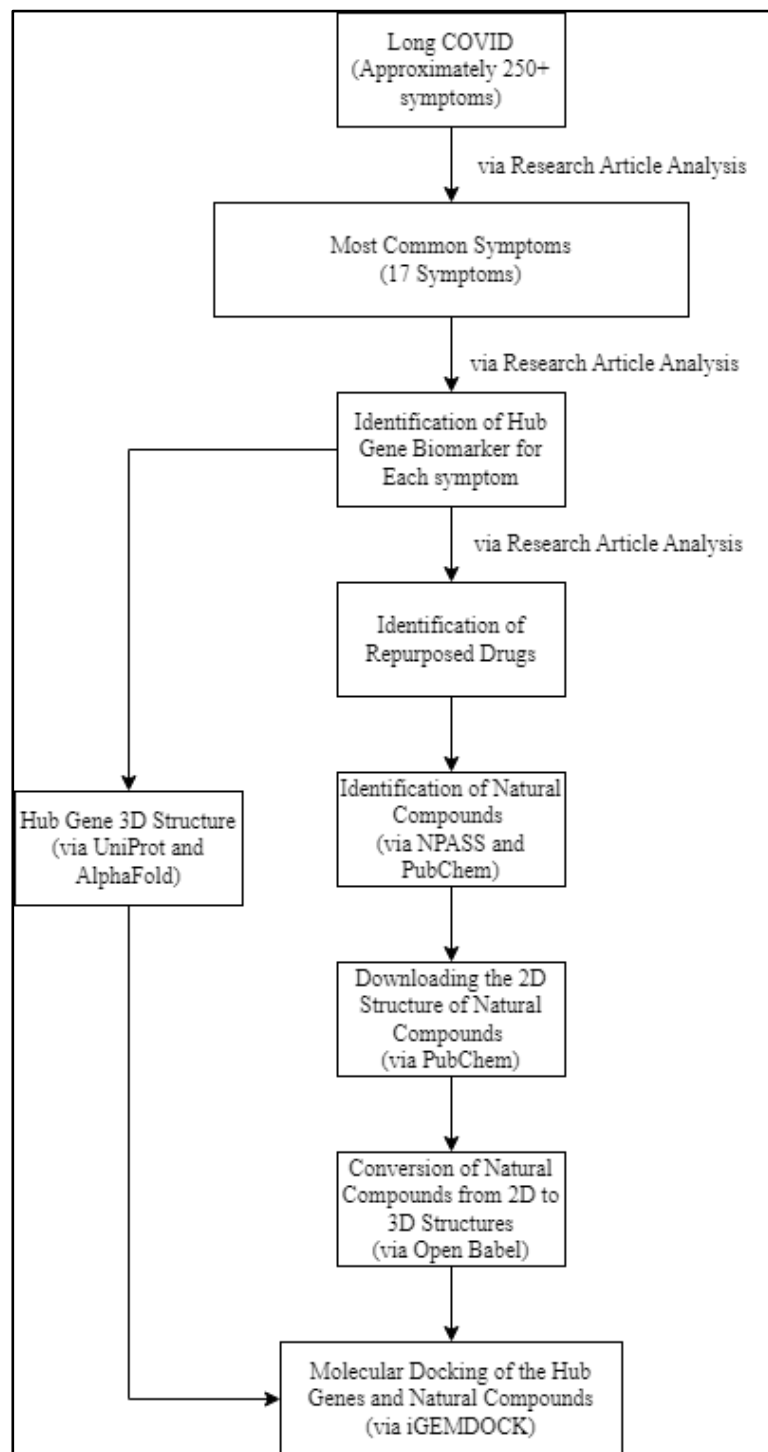 Long COVID
(Approximately 250+
symptoms)
via Research Article Analysis
Most Common Symptoms
(17 Symptoms)
via Research Article Analysis
Identification of Hub
Gene Biomarker for
Each symptom
via Research Article Analysis
Identification of
Repurposed Drugs
Hub Gene 3D Structure
(via UniProt and
AlphaFold)
Identification of Natural
Compounds
(via NPASS and
PubChem)
Downloading the 2D
Structure of Natural
Compounds
(via PubChem)
Conversion of Natural
Compounds from 2D to
3D Structures
(via Open Babel)
Molecular Docking of the Hub
Genes and Natural Compounds
(via iGEMDOCK)